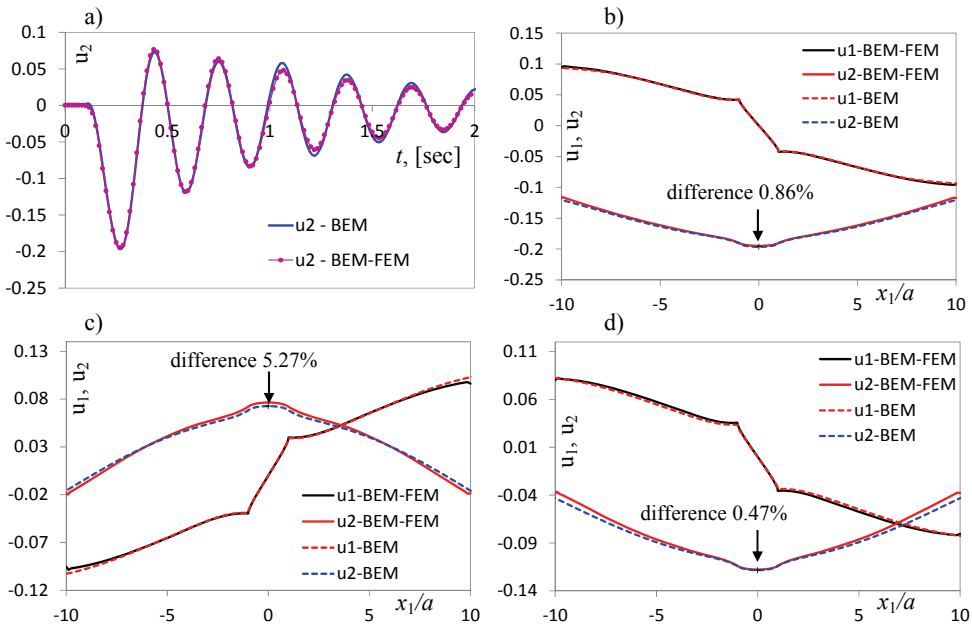 a)
u2
0.1
0.05
0
-0.05
-0.1
-0.15
-0.2
-0.25
0
0.5
1
1.5
2
t, [sec]
u2 - BEM
u2 - BEM-FEM
b)
u1, u2
0.15
0.10
0.05
0
-0.05
-0.10
-0.15
-0.20
-0.25
u1-BEM-FEM
u2-BEM-FEM
u1-BEM
u2-BEM
difference 0.86%
-10
-5
0
5
10
x1/a
c)
u1, u2
0.13
0.08
0.03
-0.02
-0.07
-0.12
difference 5.27%
u1-BEM-FEM
u2-BEM-FEM
u1-BEM
u2-BEM
-10
-5
0
5
10
x1/a
d)
u1, u2
0.11
0.06
0.01
-0.04
-0.09
-0.14
u1-BEM-FEM
u2-BEM-FEM
u1-BEM
u2-BEM
difference 0.47%
-10
-5
0
5
10
x1/a